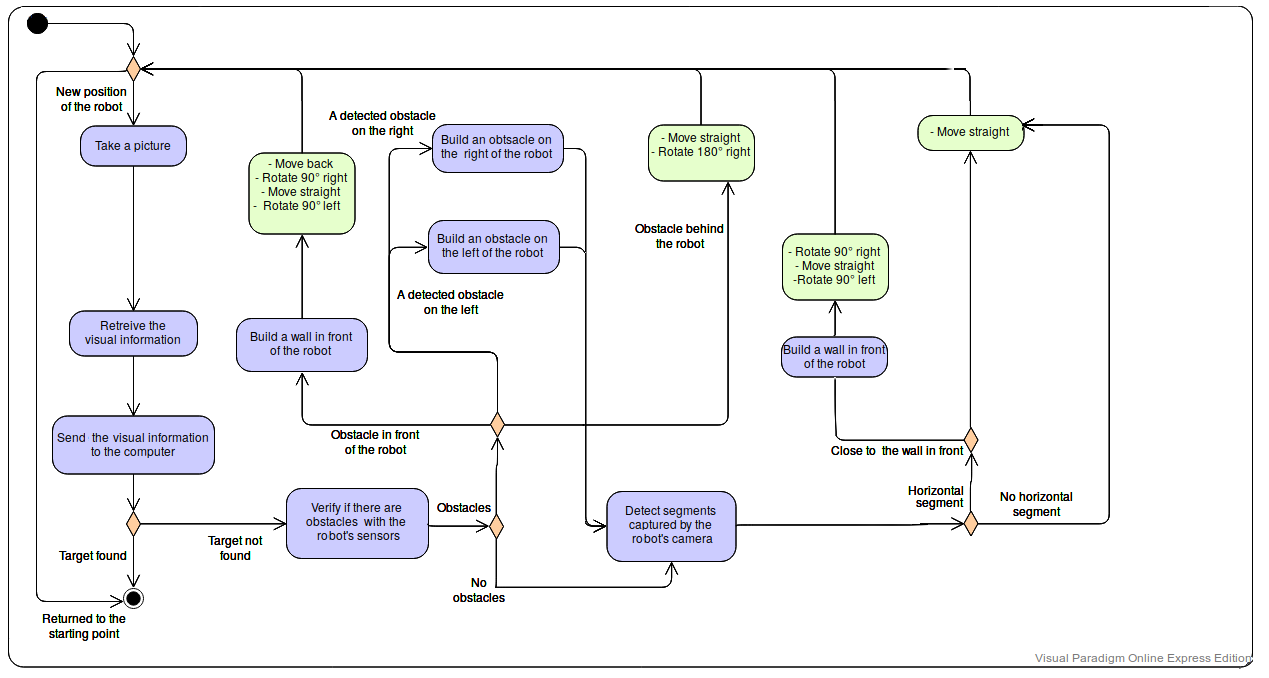 New position
of the robot
Take a picture
Retreive the
visual information
Send the visual information
to the computer
Target found
Returned to the
starting point
Target not
found
Verify if there are
obstacles with the
robot's sensors
Obstacles
No
obstacles
Obstacle in front
of the robot
Build a wall in front
of the robot
- Move back
- Rotate 90° right
- Move straight
- Rotate 90° left
A detected obstacle
on the right
Build an obtsacle on
the right of the robot
Build an obstacle on
the left of the robot
A detected obstacle
on the left
Obstacle behind
the robot
- Move straight
- Rotate 180° right
Detect segments
captured by the
robot's camera
Horizontal
segment
No horizontal
segment
Close to the wall in front
Build a wall in front
of the robot
- Rotate 90° right
- Move straight
-Rotate 90° left
- Move straight
Visual Paradigm Online Express Edition